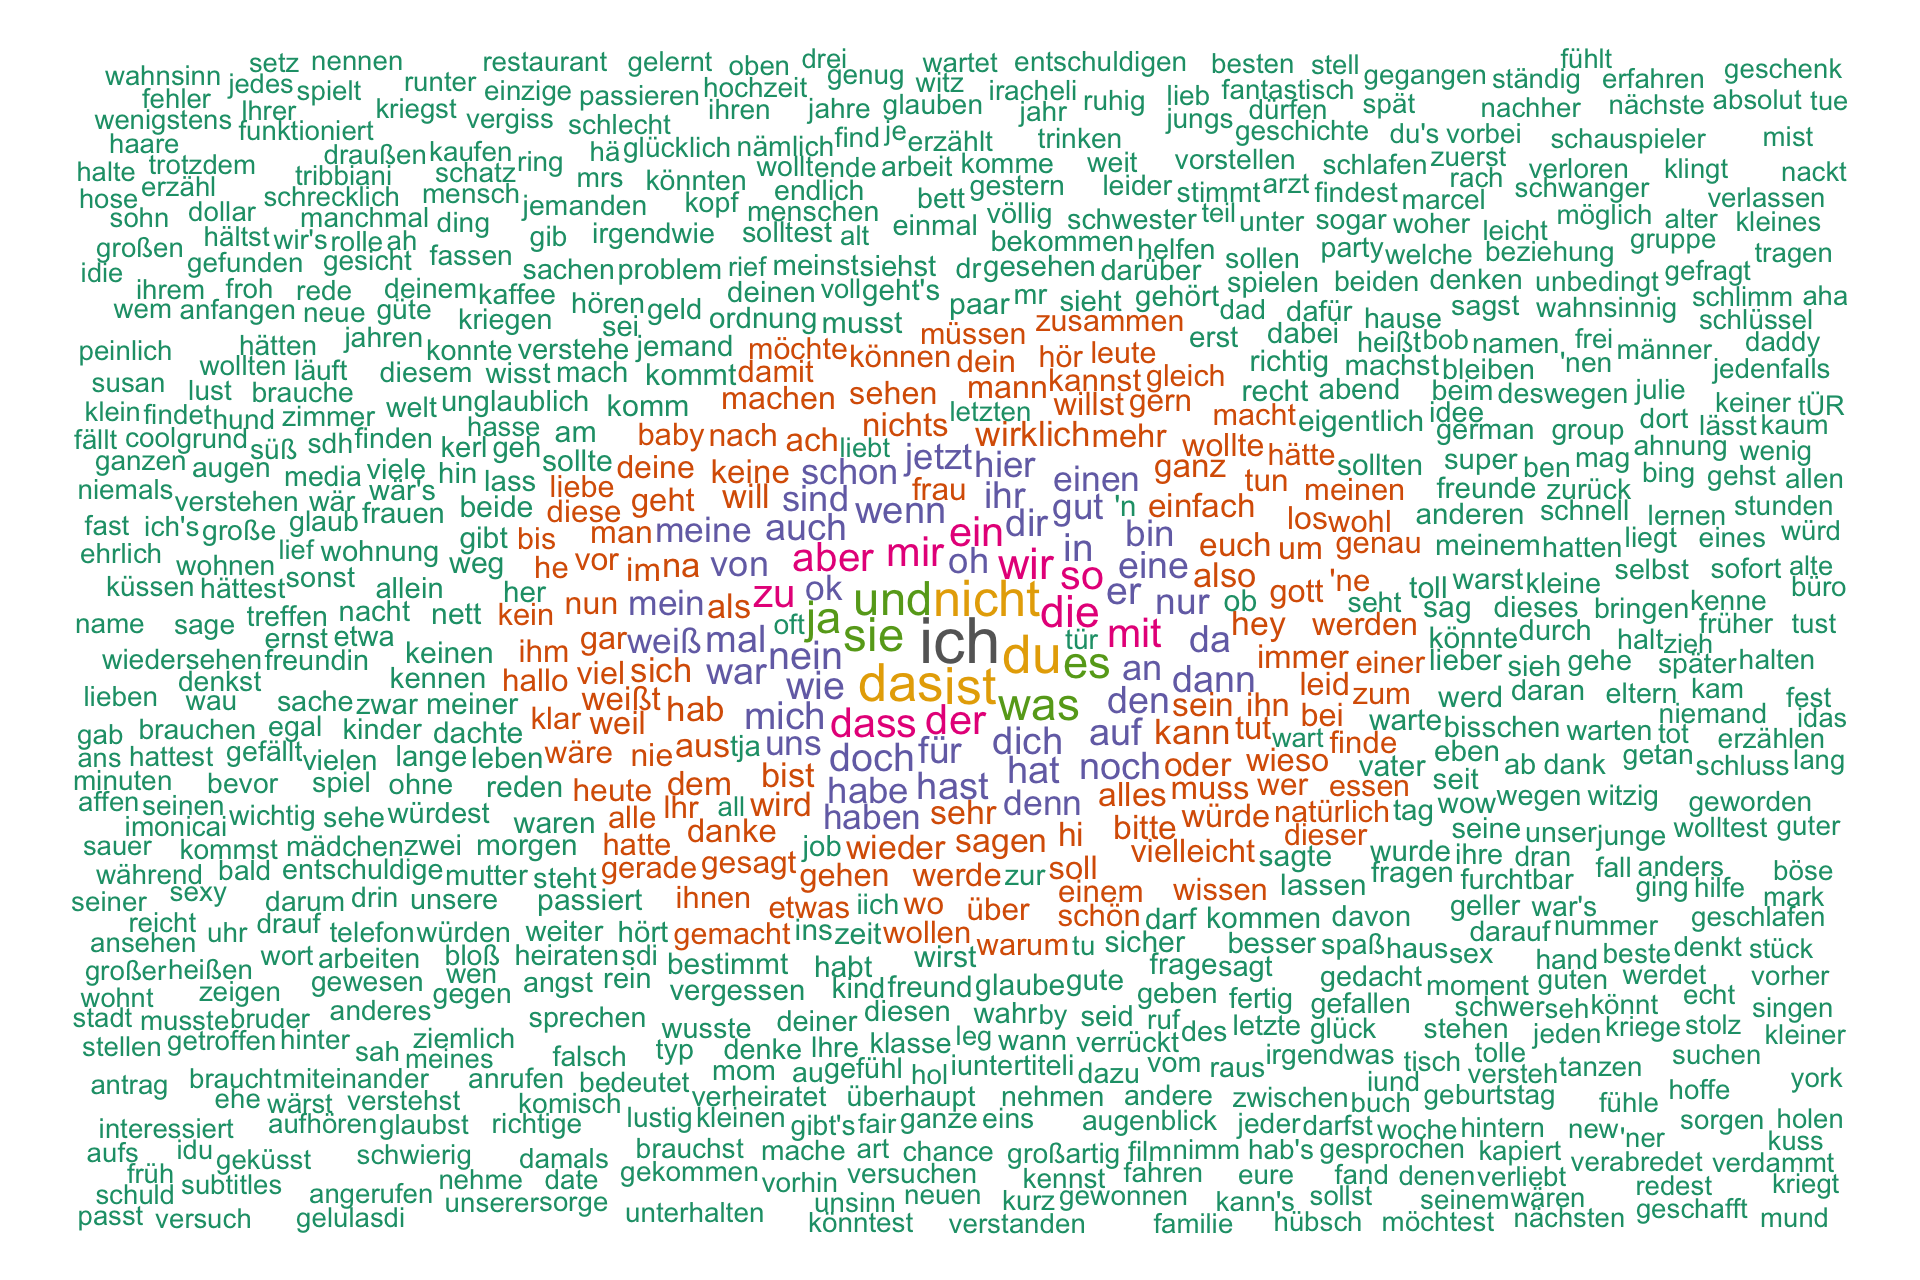 setz nennen restaurant gelernt oben drei wartet entschuldigen besten stell fühlt
wahnsinn jedes spielt runter einzige passieren hochzeit genug witz iracheli ruhig lieb fantastisch gegangen ständig erfahren geschenk
fehler Ihrer kriegst vergiss schlecht ihren jahre glauben jahr jungs dürfen spät nachher nächste absolut tue
wenigstens funktioniert find je erzählt trinken geschichte du's vorbei schauspieler mist
haare draußen kaufen ring hä glücklich nämlich
halte trotzdem tribbiani schatz mrs könnten wollten ende arbeit komme weit vorstellen schlafen zuerst verloren klingt nackt
hose erzähl schrecklich mensch jemanden kopf endlich bett gestern leider stimmt arzt findest rach marcel schwanger verlassen
sohn dollar manchmal ding menschen einmal völlig schwester teil unter sogar woher leicht möglich alter kleines
großen hältst wir's rolle ah gib irgendwie solltest alt bekommen helfen party welche beziehung gruppe tragen
idie gefunden gesicht fassen sachen problem rief meinst siehst dr gesehen darüber sollen spielen beiden denken unbedingt gefragt
ihrem froh rede deinem kaffee hören geld deinen voll geht's paar mr sieht gehört dad dafür hause sagst wahnsinnig schlimm aha
wem anfangen neue güte kriegen sei ordnung musst müssen zusammen erst dabei heißt bob namen frei männer schlüssel
peinlich hätten jahren konnte verstehe jemand möchte können dein hör leute richtig machst bleiben 'nen daddy
wollten läuft diesem wisst mach kommt damit mann kannst gleich jedenfalls
susan lust brauche unglaublich komm machen sehen willst gern recht abend beim deswegen julie
klein findet hund zimmer welt hasse am nichts letzten macht eigentlich idee keiner tÜR
fällt cool grund süß sdh finden kerl geh baby nach ach liebt wirklich mehr wollte german group dort lässt kaum
ganzen augen media viele hin lass sollte deine keine schon jetzt hier einen ganz hätte sollten super ben mag ahnung wenig
niemals verstehen wär wär's beide liebe geht will sind frau ihr gut 'n tun meinen freunde zurück bing gehst allen
fast ich's große glaub frauen diese man meine auch wenn ein dir bin einfach los wohl anderen schnell lernen stunden
ehrlich wohnen lief wohnung gibt bis weg he vor im na von aber mir oh wir in eine euch um genau meinem hatten liegt eines würd
küssen hättest sonst allein her nun mein als zu ok und nicht so er nur also gott 'ne toll warst kleine selbst sofort alte
name sage treffen nacht nett kein oft ja sie ich die mit ob hey werden seht sag dieses bringen kenne büro
ernst etwa gar weiß mal tür da könnte durch halt zieh früher tust
wiedersehen freundin keinen ihm viel sich war nein du es an dann immer einer lieber sieh gehe später halten
lieben denkst kennen hallo weißt wie das ist den sein ihn leid zum werd daran eltern kam fest
wau sache zwar meiner klar weil hab mich dass der was auf bei warte bisschen warten niemand idas
gab brauchen egal kinder dachte aus tja uns doch für dich kann tut wart finde eben tot erzählen
ans hattest gefällt vielen lange leben wäre nie dem bist hat noch oder wieso vater ab dank getan schluss lang
minuten bevor spiel ohne reden heute habe hast denn alles muss wer essen seit
affen seinen wichtig sehe würdest waren alle Ihr all wird haben sehr bitte würde natürlich tag wow wegen witzig geworden
imonicai hatte danke job wieder sagen hi vielleicht dieser seine unser junge wolltest guter
sauer kommst mädchen zwei morgen gerade gesagt gehen werde zur soll sagte wurde ihre dran fall anders
während bald entschuldige mutter steht einem wissen lassen fragen furchtbar ging hilfe böse
seiner sexy darum drin unsere passiert ihnen etwas iich wo über schön darf kommen davon geller war's mark
reicht uhr drauf telefon würden weiter hört gemacht ins zeit wollen warum tu sicher besser spaß haus sex darauf nummer geschlafen
ansehen wort arbeiten bloß heiraten sdi bestimmt habt wirst frage sagt hand beste denkt stück
großer heißen gewesen wen angst rein vergessen kind freund glaube gute gedacht moment guten werdet vorher
wohnt zeigen gegen geben fertig gefallen schwer seh könnt echt singen
stadt musste bruder anderes sprechen wusste deiner diesen wahr by seid ruf letzte glück stehen jeden kriege stolz kleiner
stellen getroffen hinter sah ziemlich meines falsch typ denke Ihre klasse leg wann verrückt des irgendwas tisch tolle suchen
antrag braucht miteinander anrufen bedeutet mom au gefühl hol iuntertiteli dazu vom raus iund versteh tanzen hoffe york
ehe wärst verstehst komisch verheiratet überhaupt nehmen andere zwischen buch geburtstag fühle
interessiert aufhören glaubst richtige lustig kleinen gibt's fair ganze eins augenblick jeder darfst woche hintern new 'ner sorgen holen
aufs idu geküsst schwierig damals brauchst mache art chance großartig film nimm hab's gesprochen kapiert verabredet verdammt kuss
früh subtitles angerufen nehme date gekommen vorhin versuchen kennst fahren eure fand denen verliebt redest kriegt
schuld unserer sorge unsinn neuen kurz gewonnen kann's sollst seinem wären
passt versuch gelulasdi unterhalten könntest verstanden familie hübsch möchtest nächsten geschafft mund